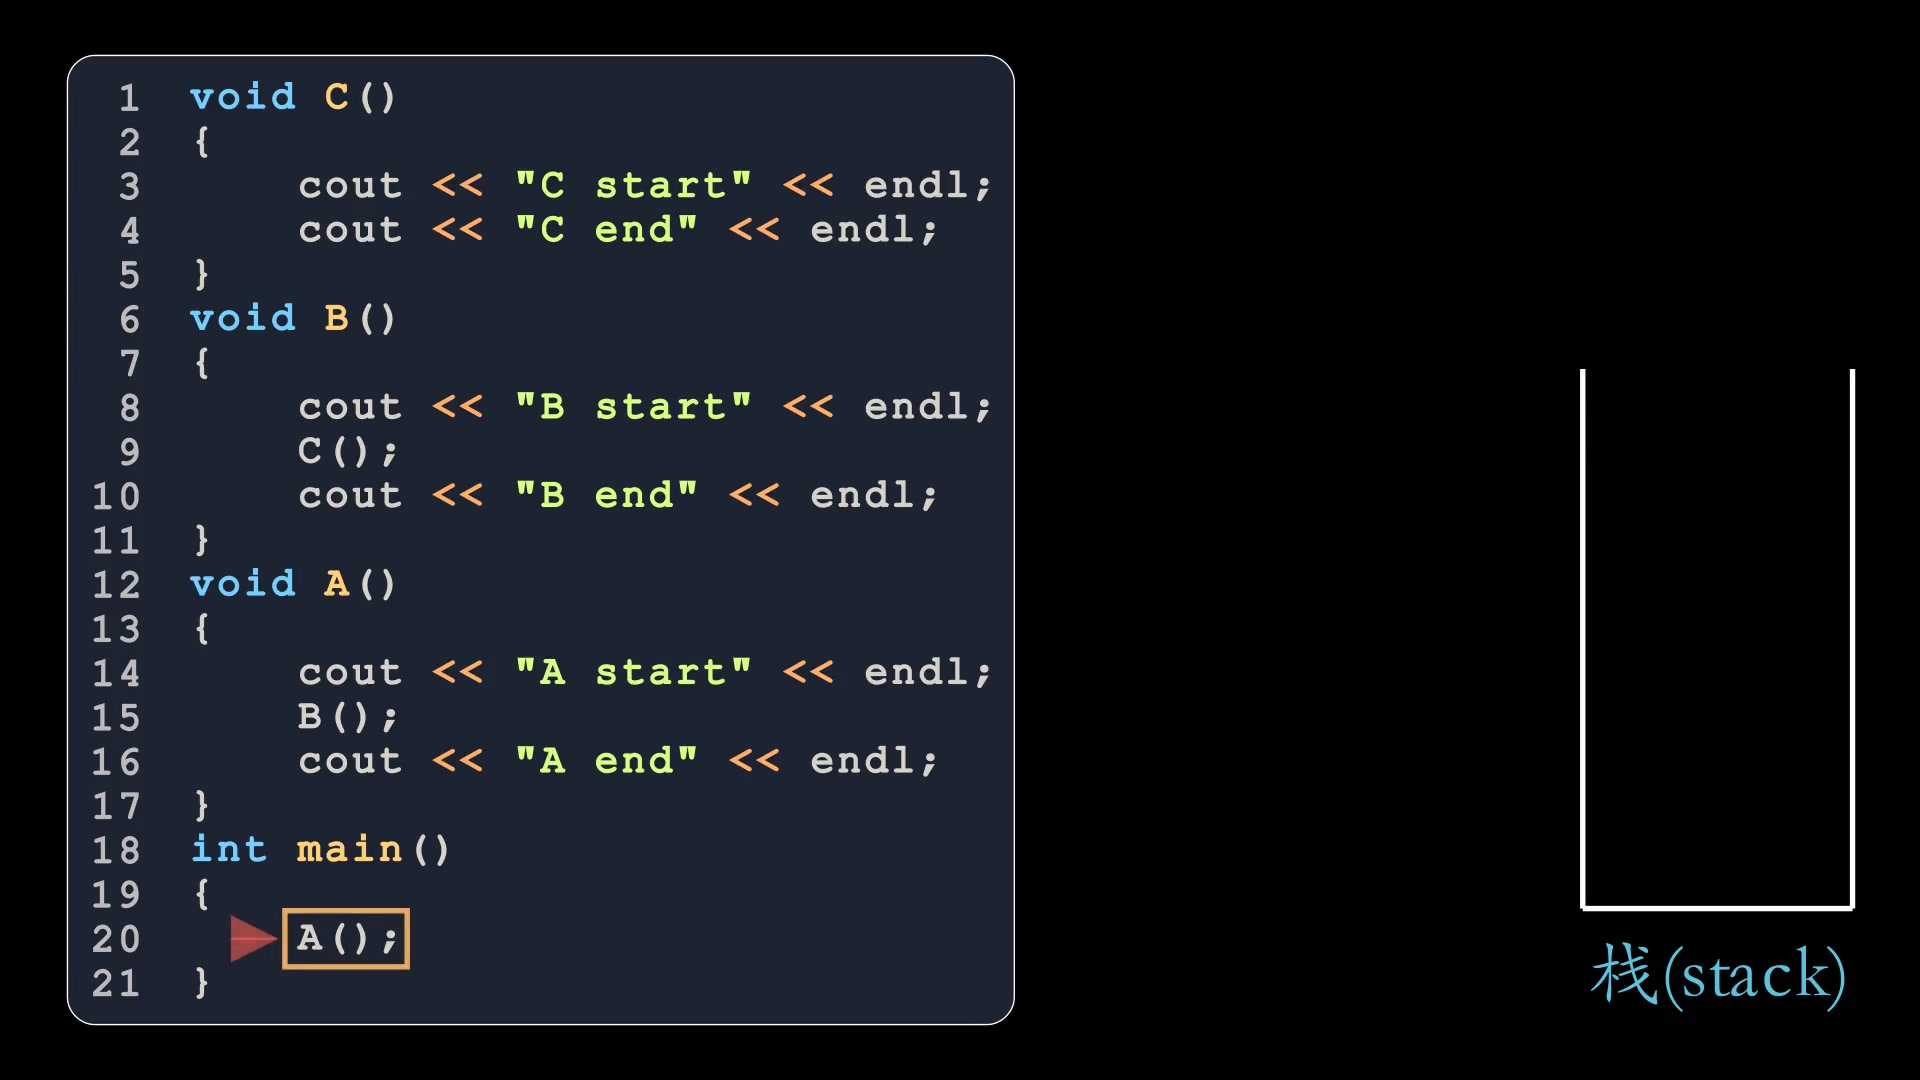 1 void C()
2 {
3     cout << "C start" << endl;
4     cout << "C end" << endl;
5 }
6 void B()
7 {
8     cout << "B start" << endl;
9     C();
10     cout << "B end" << endl;
11 }
12 void A()
13 {
14     cout << "A start" << endl;
15     B();
16     cout << "A end" << endl;
17 }
18 int main()
19 {
20     A();
21 }
栈(stack)